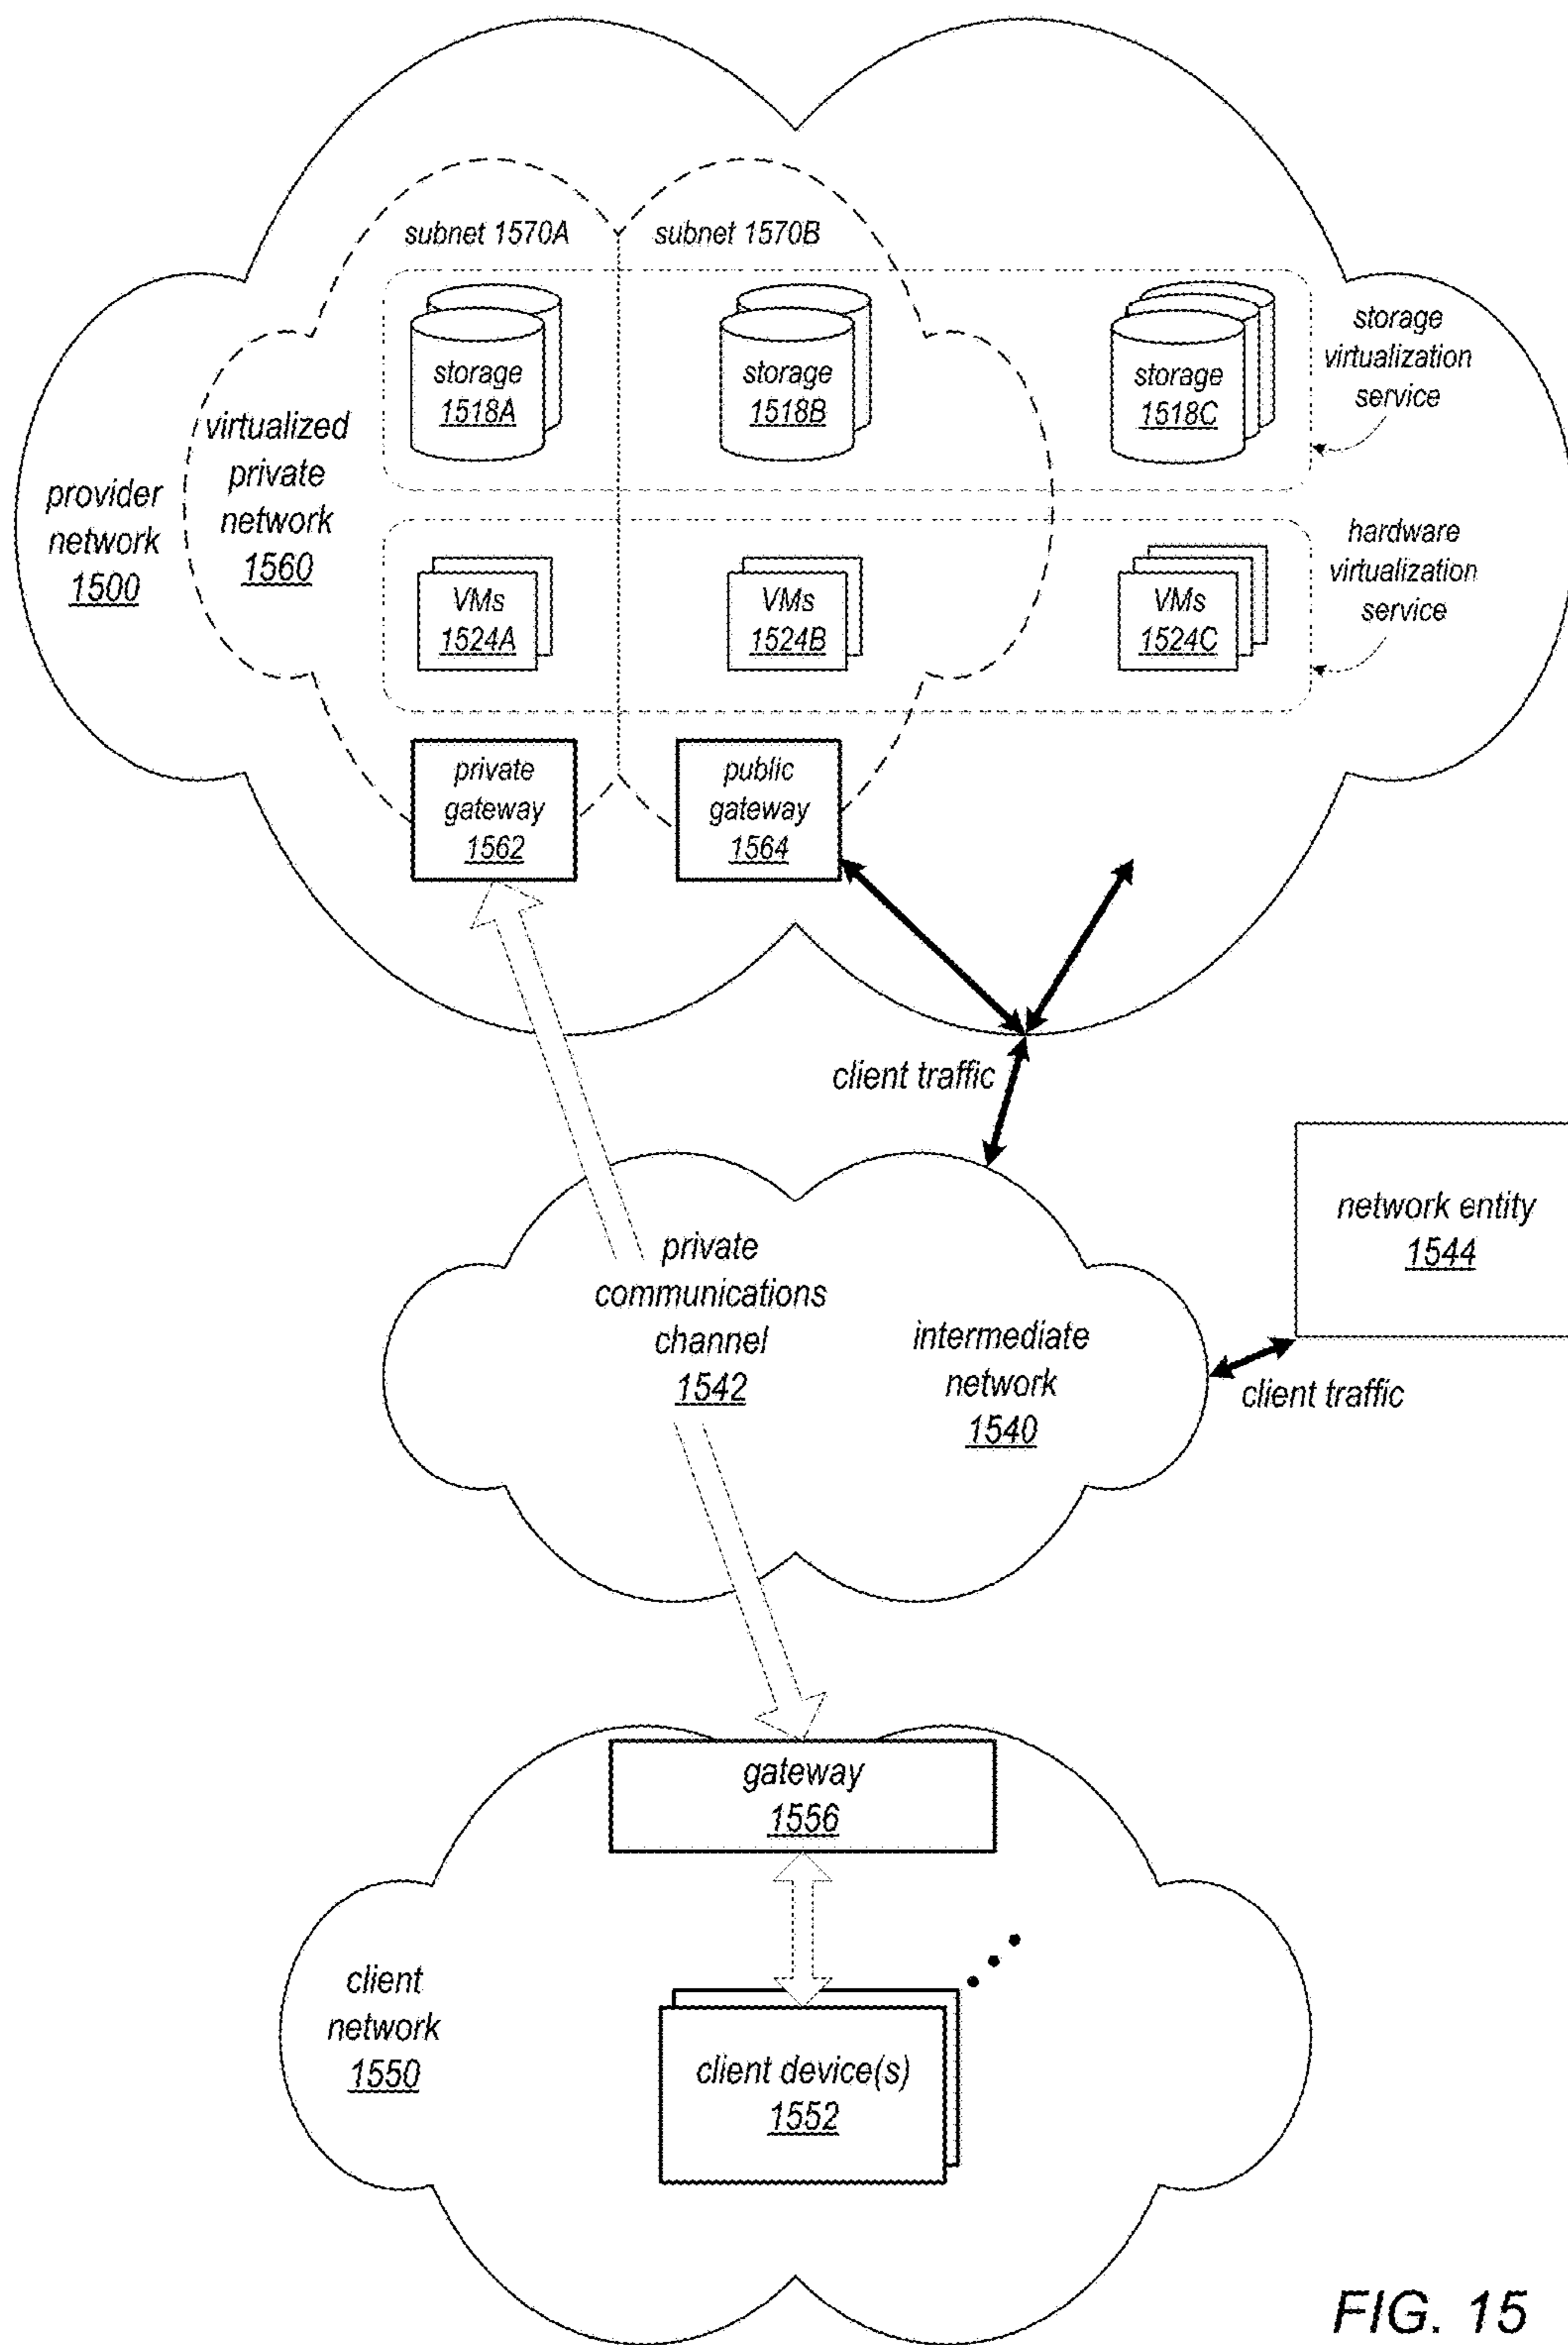 subnet 1570A
subnet 1570B
storage
1518A
storage
1518B
storage
1518C
storage
virtualization
service
virtualized
private
network
1560
provider
network
1500
VMs
1524A
VMs
1524B
VMs
1524C
hardware
virtualization
service
private
gateway
1562
public
gateway
1564
client traffic
network entity
1544
private
communications
channel
1542
intermediate
network
1540
client traffic
gateway
1556
client
network
1550
client device(s)
1552
FIG. 15